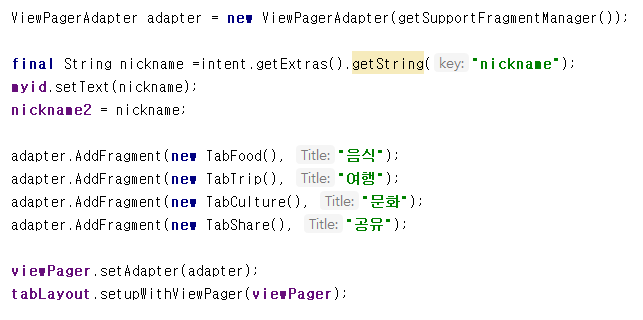 ViewPagerAdapter adapter = new ViewPagerAdapter(getSupportFragmentManager());
final String nickname =intent.getExtras().getString( key: "nickname");
myid.setText(nickname);
nickname2 = nickname;
adapter.AddFragment(new TabFood(), Title: "음식");
adapter.AddFragment(new TabTrip(), Title: "여행");
adapter.AddFragment(new TabCulture(), Title: "문화");
adapter.AddFragment(new TabShare(), Title: "공유");
viewPager.setAdapter(adapter);
tabLayout.setupWithViewPager(viewPager);